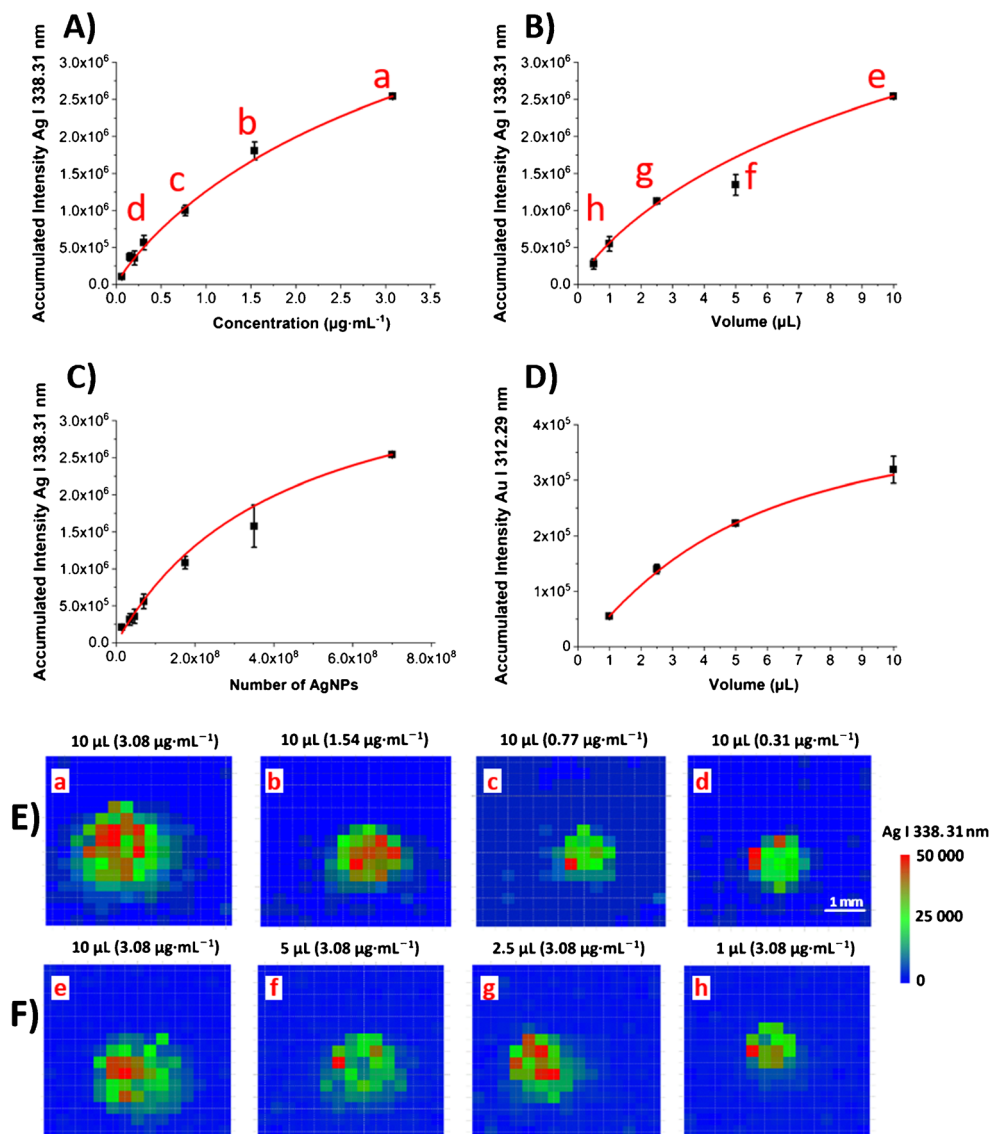 A)
Accumulated Intensity Ag I 338.31 nm
3.0x10⁶
2.5x10⁶
2.0x10⁶
1.5x10⁶
1.0x10⁶
5.0x10⁵
0.0
a
b
c
d
0.0 0.5 1.0 1.5 2.0 2.5 3.0 3.5
Concentration (µg·mL⁻¹)
B)
Accumulated Intensity Ag I 338.31 nm
3.0x10⁶
2.5x10⁶
2.0x10⁶
1.5x10⁶
1.0x10⁶
5.0x10⁵
0.0
e
f
g
h
0 1 2 3 4 5 6 7 8 9 10
Volume (µL)
C)
Accumulated Intensity Ag I 338.31 nm
3.0x10⁶
2.5x10⁶
2.0x10⁶
1.5x10⁶
1.0x10⁶
5.0x10⁵
0.0
0.0 2.0x10⁸ 4.0x10⁸ 6.0x10⁸ 8.0x10⁸
Number of AgNPs
D)
Accumulated Intensity Au I 312.29 nm
4x10⁵
3x10⁵
2x10⁵
1x10⁵
0
0 1 2 3 4 5 6 7 8 9 10
Volume (µL)
E)
10 µL (3.08 µg·mL⁻¹)
a
10 µL (1.54 µg·mL⁻¹)
b
10 µL (0.77 µg·mL⁻¹)
c
10 µL (0.31 µg·mL⁻¹)
d
1 mm
Ag I 338.31 nm
50 000
25 000
0
F)
10 µL (3.08 µg·mL⁻¹)
e
5 µL (3.08 µg·mL⁻¹)
f
2.5 µL (3.08 µg·mL⁻¹)
g
1 µL (3.08 µg·mL⁻¹)
h